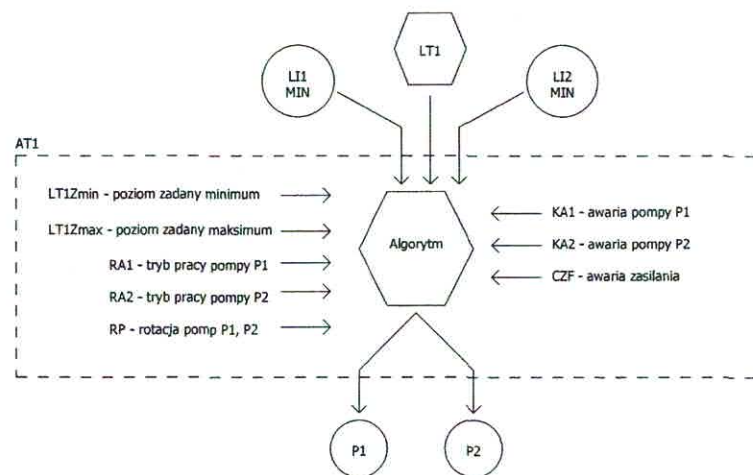 LT1
LI1
MIN
LI2
MIN
AT1
LT1Zmin - poziom zadany minimum
LT1Zmax - poziom zadany maksimum
RA1 - tryb pracy pompy P1
RA2 - tryb pracy pompy P2
RP - rotacja pomp P1, P2
Algorytm
KA1 - awaria pompy P1
KA2 - awaria pompy P2
CZF - awaria zasilania
P1
P2